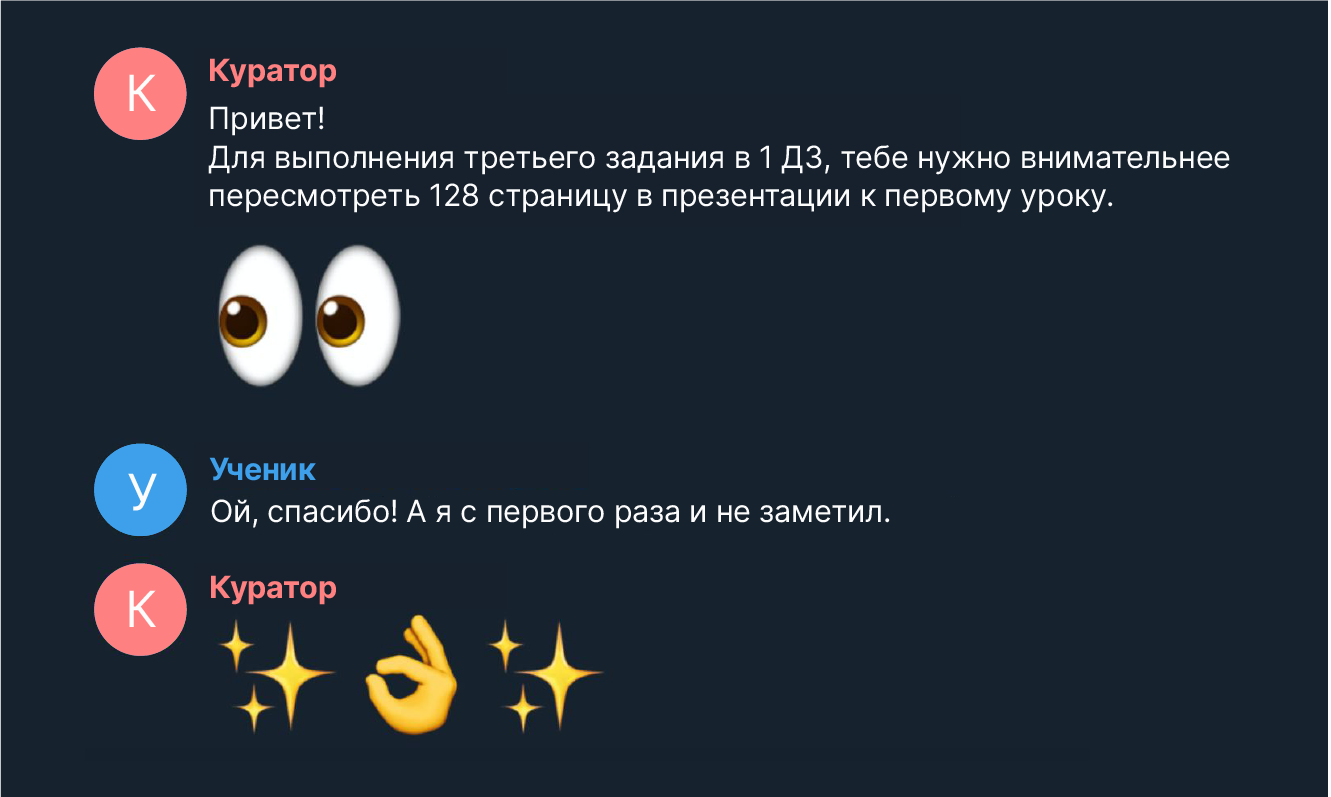 К
Куратор
Привет!
Для выполнения третьего задания в 1 ДЗ, тебе нужно внимательнее
пересмотреть 128 страницу в презентации к первому уроку.
У
Ученик
Ой, спасибо! А я с первого раза и не заметил.
К
Куратор